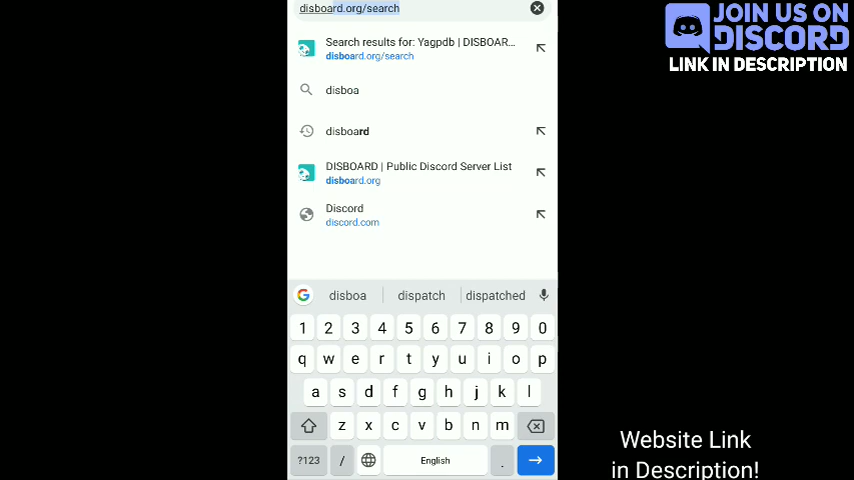 disboard.org/search
JOIN US ON
DISCORD
LINK IN DESCRIPTION
Search results for: Yagpdb | DISBOAR...
disboard.org/search
disboa
disboard
DISBOARD | Public Discord Server List
disboard.org
Discord
discord.com
disboa dispatch dispatched
1 2 3 4 5 6 7 8 9 0
q w e r t y u i o p
a s d f g h j k l
z x c v b n m
?123 / English .
Website Link
in Description!